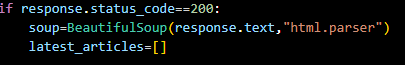 if response.status_code==200:
    soup=BeautifulSoup(response.text,"html.parser")
    latest_articles=[]